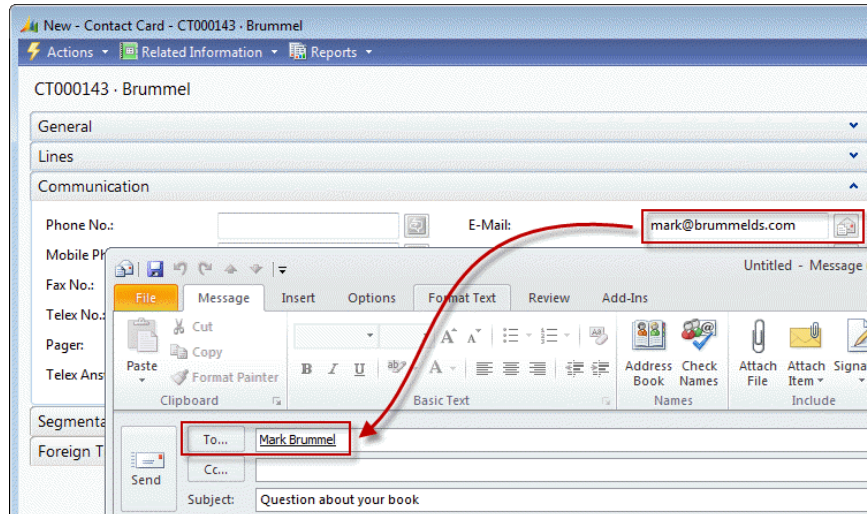 New - Contact Card - CT000143 · Brummel
Actions Related Information Reports
CT000143 · Brummel
General
Lines
Communication
Phone No.: E-Mail: mark@brummelds.com
Mobile Ph
Fax No.:
Telex No.:
Pager:
Telex Ans
Segmenta
Foreign T
Untitled - Message
File Message Insert Options Format Text Review Add-Ins
Paste
Cut
Copy
Format Painter
Clipboard
B I U
Basic Text
Address Book
Check Names
Names
Attach File
Attach Item
Signa
Include
Send
To... Mark Brummel
Cc...
Subject: Question about your book